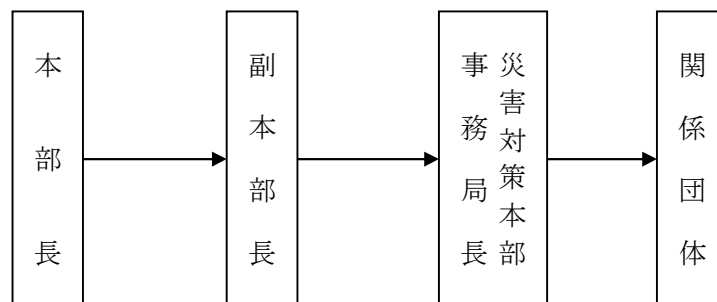 本部長
副本部長
災害対策本部
事務局長
関係団体